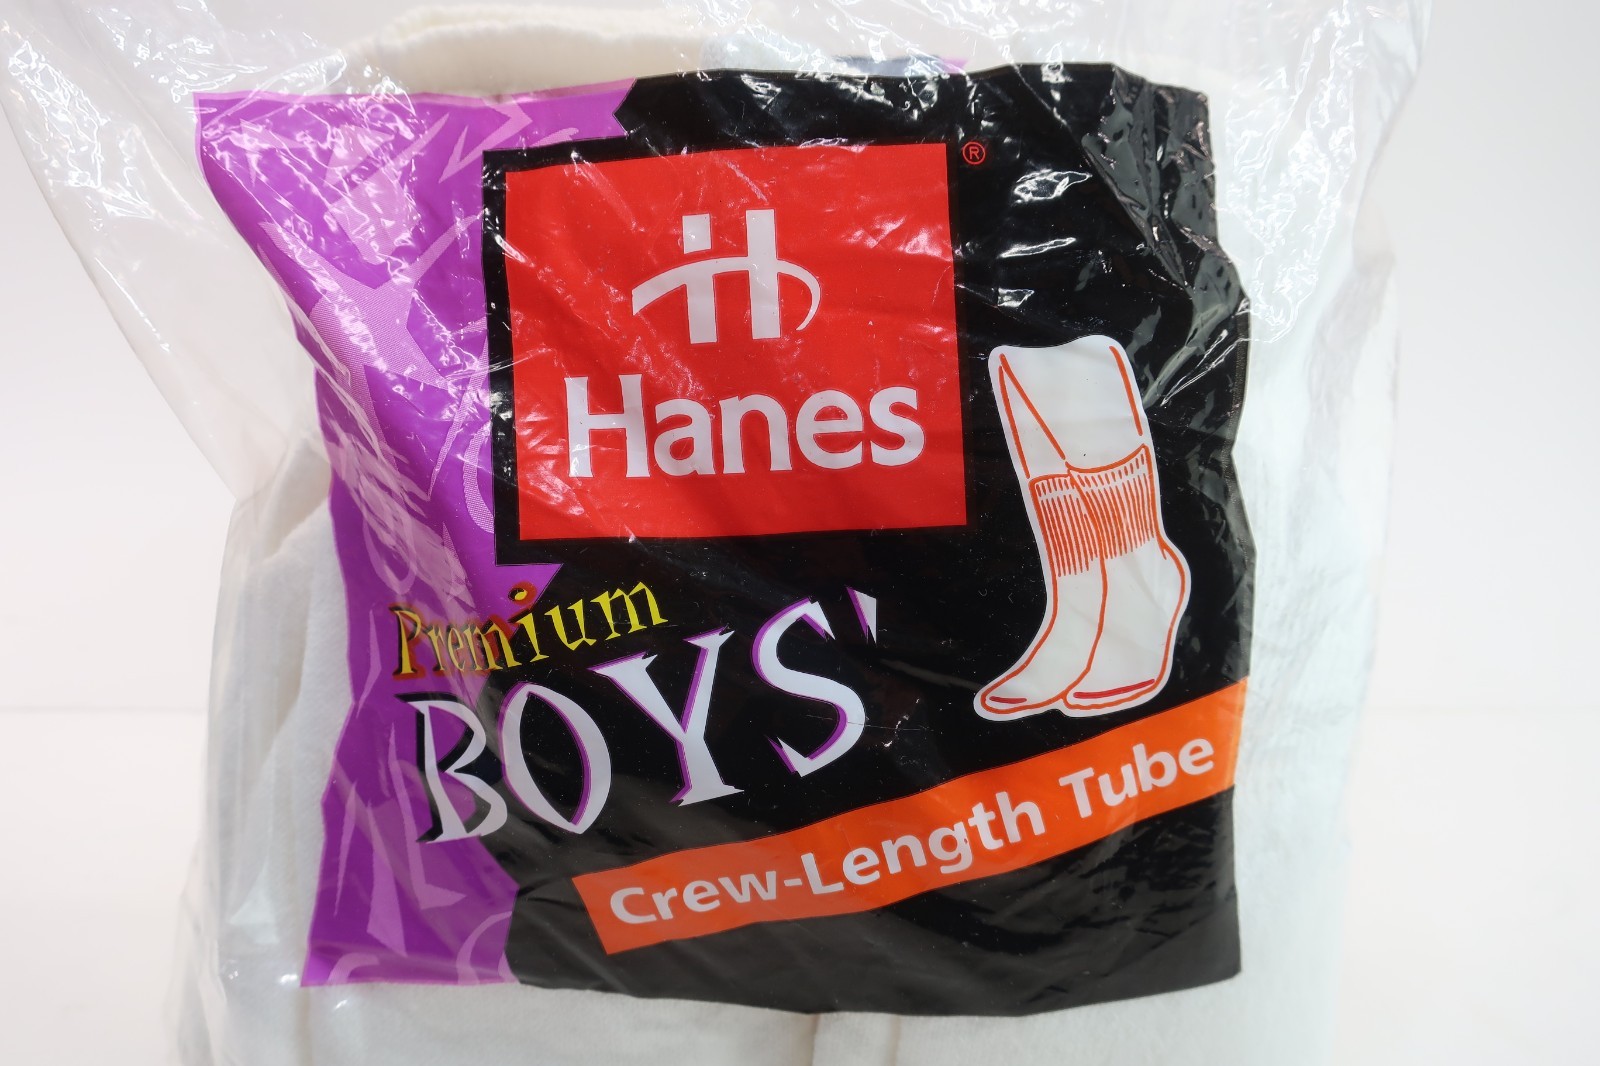 ®
Hanes
Premium
BOYS'
Crew-Length Tube